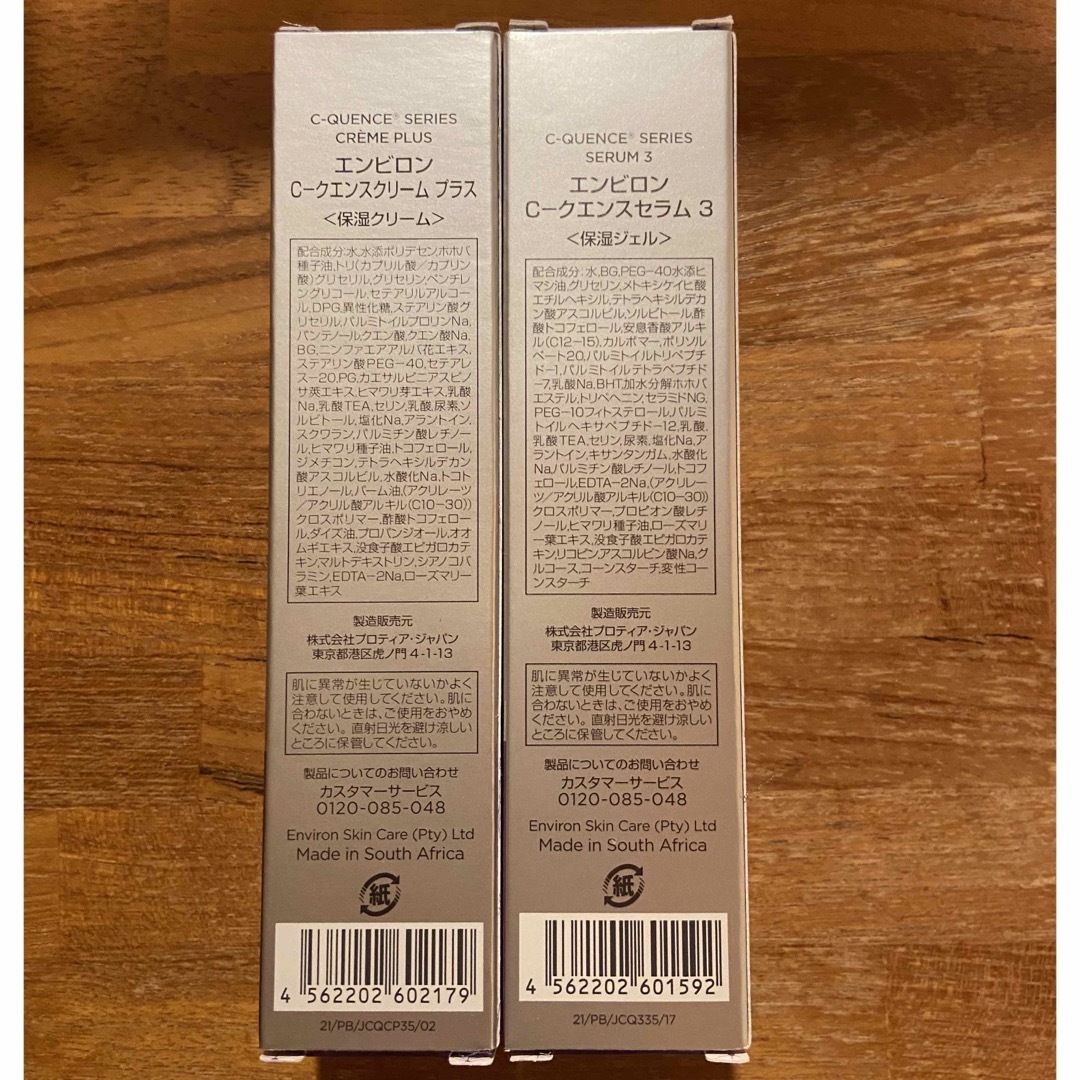 C-QUENCE® SERIES
CRÈME PLUS
エンビロン
C-クエンスクリーム プラス
＜保湿クリーム＞
配合成分:水,水添ポリデセン,ホホバ
種子油,トリ(カプリル酸／カプリン
酸)グリセリル,グリセリン,ペンチレン
グリコール,セテアリルアルコー
ル,DPG,異性化糖,ステアリン酸グ
リセリル,パルミトイルプロリンNa,
パンテノール,クエン酸,クエン酸Na,
BG,ニンファエアアルバ花エキス,
ステアリン酸PEG-40,セテアレ
ス-20,PG,カエサルピニアスピノ
サ莢エキス,ヒマワリ芽エキス,乳酸
Na,乳酸TEA,セリン,乳酸,尿素,ソ
ルビトール,塩化Na,アラントイン,
スクワラン,パルミチン酸レチノー
ル,ヒマワリ種子油,トコフェロール,
ジメチコン,テトラヘキシルデカン
酸アスコルビル,水酸化Na,トコト
リエノール,パーム油,(アクリレーツ
／アクリル酸アルキル(C10-30))
クロスポリマー,酢酸トコフェロー
ル,ダイズ油,プロパンジオール,オオ
ムギエキス,没食子酸エピガロカテ
キン,マルトデキストリン,シアノコバ
ラミン,EDTA-2Na,ローズマリー
葉エキス
製造販売元
株式会社プロティア・ジャパン
東京都港区虎ノ門 4-1-13
肌に異常が生じていないかよく
注意して使用してください。肌に
合わないときは、ご使用をおやめ
ください。直射日光を避け涼しい
ところに保管してください。
製品についてのお問い合わせ
カスタマーサービス
0120-085-048
Environ Skin Care (Pty) Ltd
Made in South Africa
紙
4 562202 602179
21/PB/JCQCP35/02
C-QUENCE® SERIES
SERUM 3
エンビロン
C-クエンスセラム 3
＜保湿ジェル＞
配合成分:水,BG,PEG-40水添ヒ
マシ油,グリセリン,メトキシケイヒ酸
エチルヘキシル,テトラヘキシルデカ
ン酸アスコルビル,ソルビトール,酢
酸トコフェロール,安息香酸アルキ
ル(C12-15),カルボマー,ポリソル
ベート20,パルミトイルトリペプチ
ド-1,パルミトイルテトラペプチド
-7,乳酸Na,BHT,加水分解ホホバ
エステル,トリペヘニン,セラミドNG,
PEG-10フィトステロール,パルミ
トイルヘキサペプチド-12,乳酸,
乳酸TEA,セリン,尿素,塩化Na,ア
ラントイン,キサンタンガム,水酸化
Na,パルミチン酸レチノール,トコフ
ェロール,EDTA-2Na,(アクリレー
ツ／アクリル酸アルキル(C10-30))
クロスポリマー,プロピオン酸レチ
ノール,ヒマワリ種子油,ローズマリ
ー葉エキス,没食子酸エピガロカテ
キン,リコピン,アスコルビン酸Na,グ
ルコース,コーンスターチ,変性コー
ンスターチ
製造販売元
株式会社プロティア・ジャパン
東京都港区虎ノ門 4-1-13
肌に異常が生じていないかよく
注意して使用してください。肌に
合わないときは、ご使用をおやめ
ください。直射日光を避け涼しい
ところに保管してください。
製品についてのお問い合わせ
カスタマーサービス
0120-085-048
Environ Skin Care (Pty) Ltd
Made in South Africa
紙
4 562202 601592
21/PB/JCQ335/17